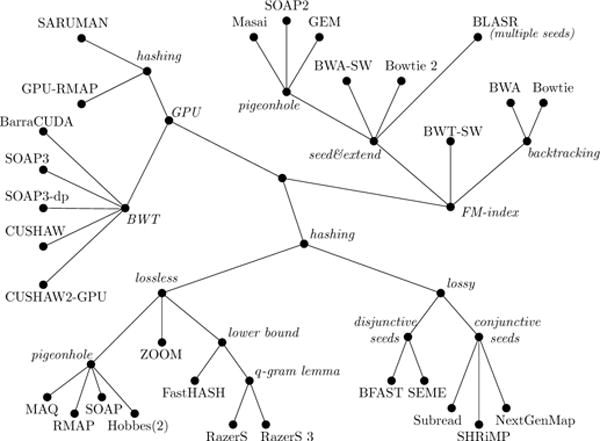 SOAP2
SARUMAN
Masai
GEM
BLASR
(multiple seeds)
hashing
BWA-SW
Bowtie 2
GPU-RMAP
BWA
Bowtie
pigeonhole
GPU
BarraCUDA
BWT-SW
SOAP3
seed&extend
backtracking
SOAP3-dp
BWT
FM-index
CUSHAW
hashing
CUSHAW2-GPU
lossless
lossy
disjunctive
seeds
conjunctive
seeds
lower bound
pigeonhole
ZOOM
q-gram lemma
FastHASH
BFAST
SEME
MAQ
SOAP
RMAP
Hobbes(2)
Subread
NextGenMap
RazerS
RazerS 3
SHRiMP